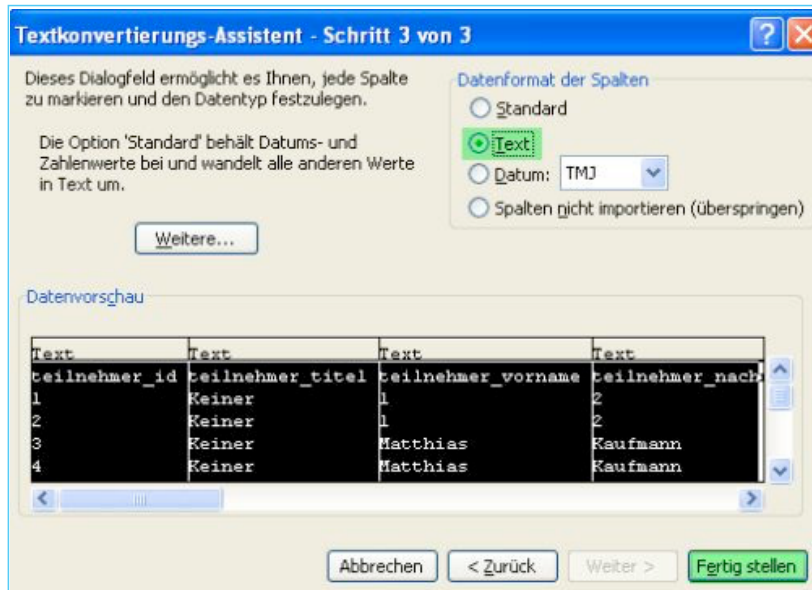 Textkonvertierungs-Assistent - Schritt 3 von 3
Dieses Dialogfeld ermöglicht es Ihnen, jede Spalte
zu markieren und den Datentyp festzulegen.
Die Option 'Standard' behält Datums- und
Zahlenwerte bei und wandelt alle anderen Werte
in Text um.
Weitere...
Datenformat der Spalten
Standard
Text
Datum: TMJ
Spalten nicht importieren (überspringen)
Datenvorschau
Text Text Text Text
teilnehmer_id teilnehmer_titel teilnehmer_vorname teilnehmer_nach
1 Keiner 1 2
2 Keiner 1 2
3 Keiner Matthias Kaufmann
4 Keiner Matthias Kaufmann
Abbrechen < Zurück Weiter > Fertig stellen